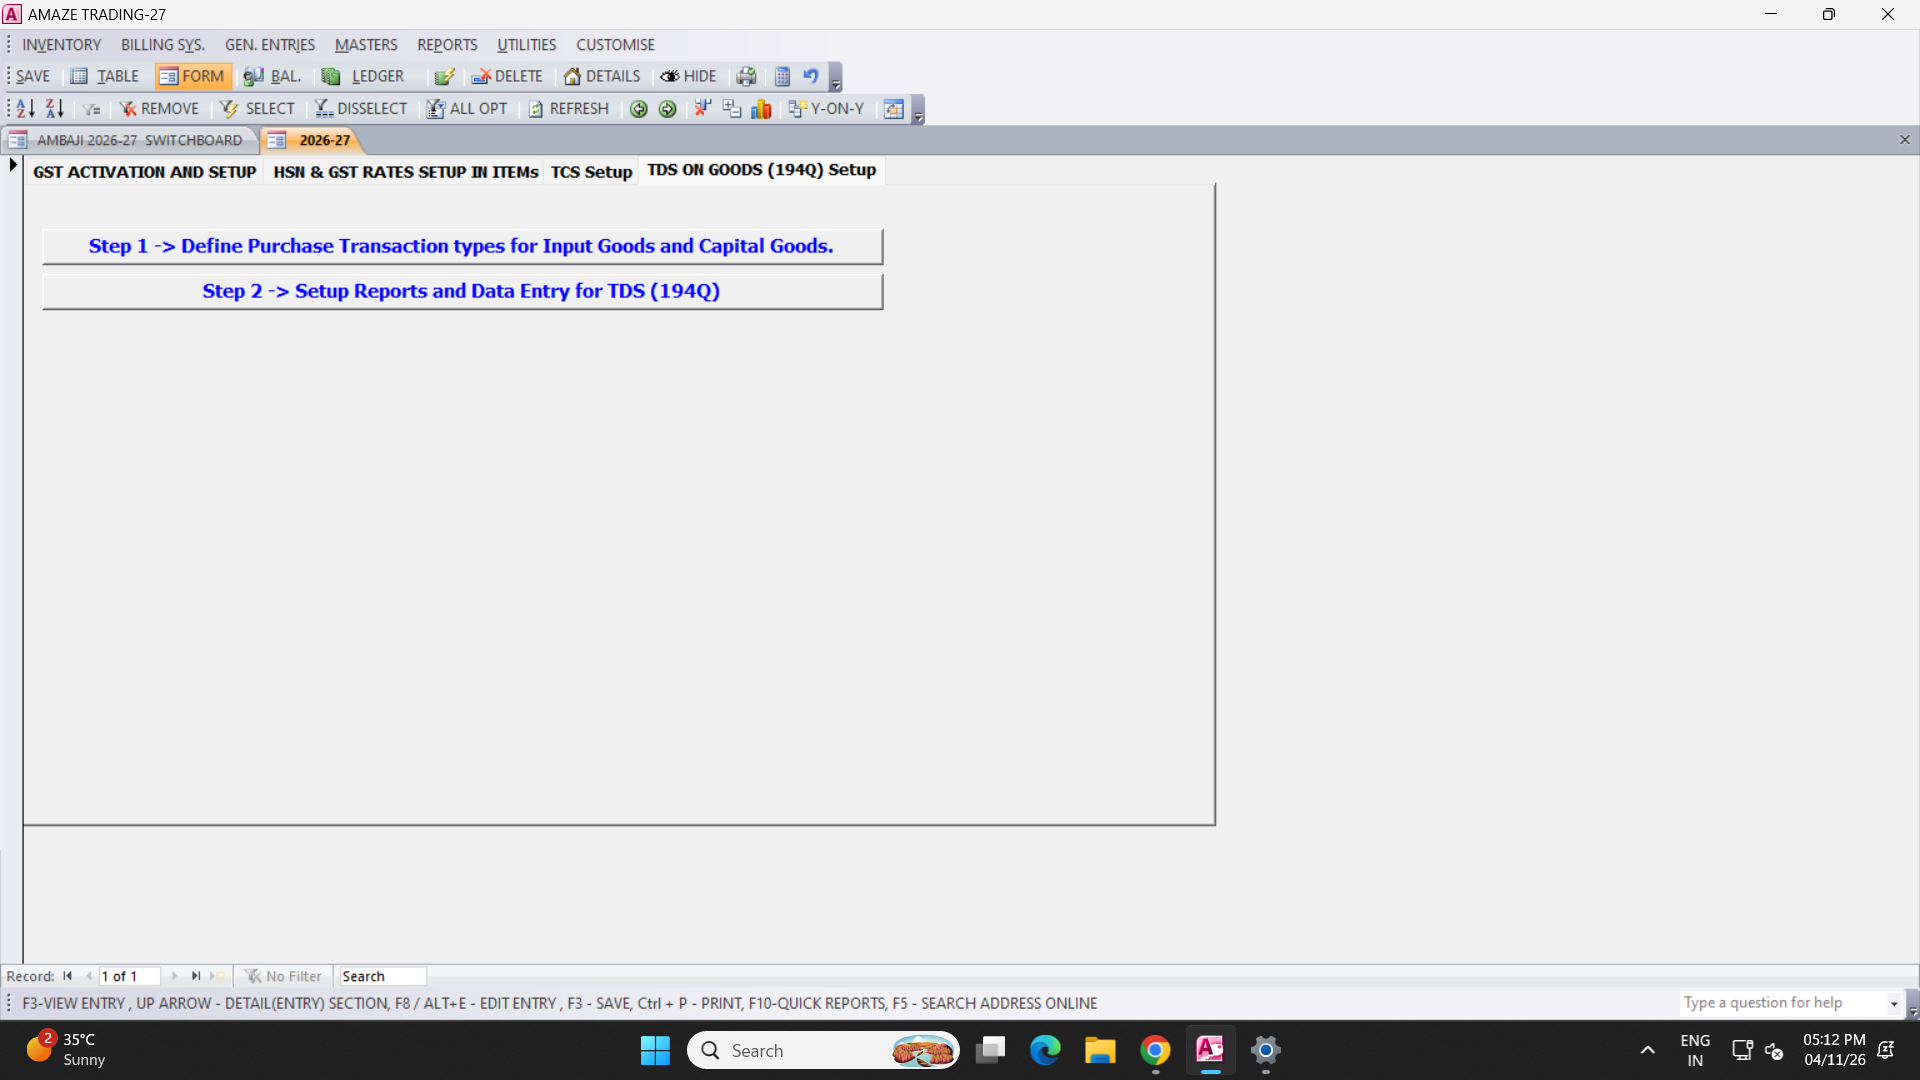 AMAZE TRADING-27
INVENTORY BILLING SYS. GEN. ENTRIES MASTERS REPORTS UTILITIES CUSTOMISE
SAVE TABLE FORM BAL. LEDGER DELETE DETAILS HIDE
REMOVE SELECT DISSELECT ALL OPT REFRESH Y-ON-Y
AMBAJI 2026-27 SWITCHBOARD 2026-27
GST ACTIVATION AND SETUP HSN & GST RATES SETUP IN ITEMs TCS Setup TDS ON GOODS (194Q) Setup
Step 1 -> Define Purchase Transaction types for Input Goods and Capital Goods.
Step 2 -> Setup Reports and Data Entry for TDS (194Q)
Record: 1 of 1 No Filter Search
F3-VIEW ENTRY , UP ARROW - DETAIL(ENTRY) SECTION, F8 / ALT+E - EDIT ENTRY , F3 - SAVE, Ctrl + P - PRINT, F10-QUICK REPORTS, F5 - SEARCH ADDRESS ONLINE Type a question for help
2 35°C
Sunny
Search
ENG
IN
05:12 PM
04/11/26